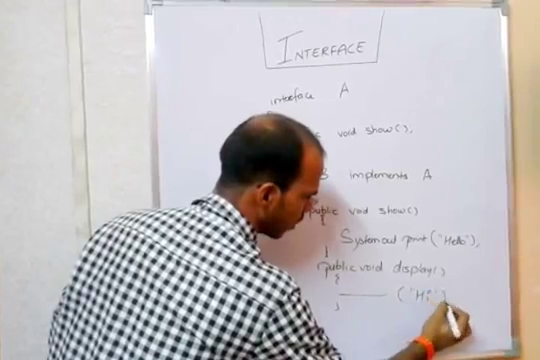 INTERFACE
interface A
void show();
B implements A
public void show()
{
System.out.print("Hello");
}
public void display()
{
("Hi")
}